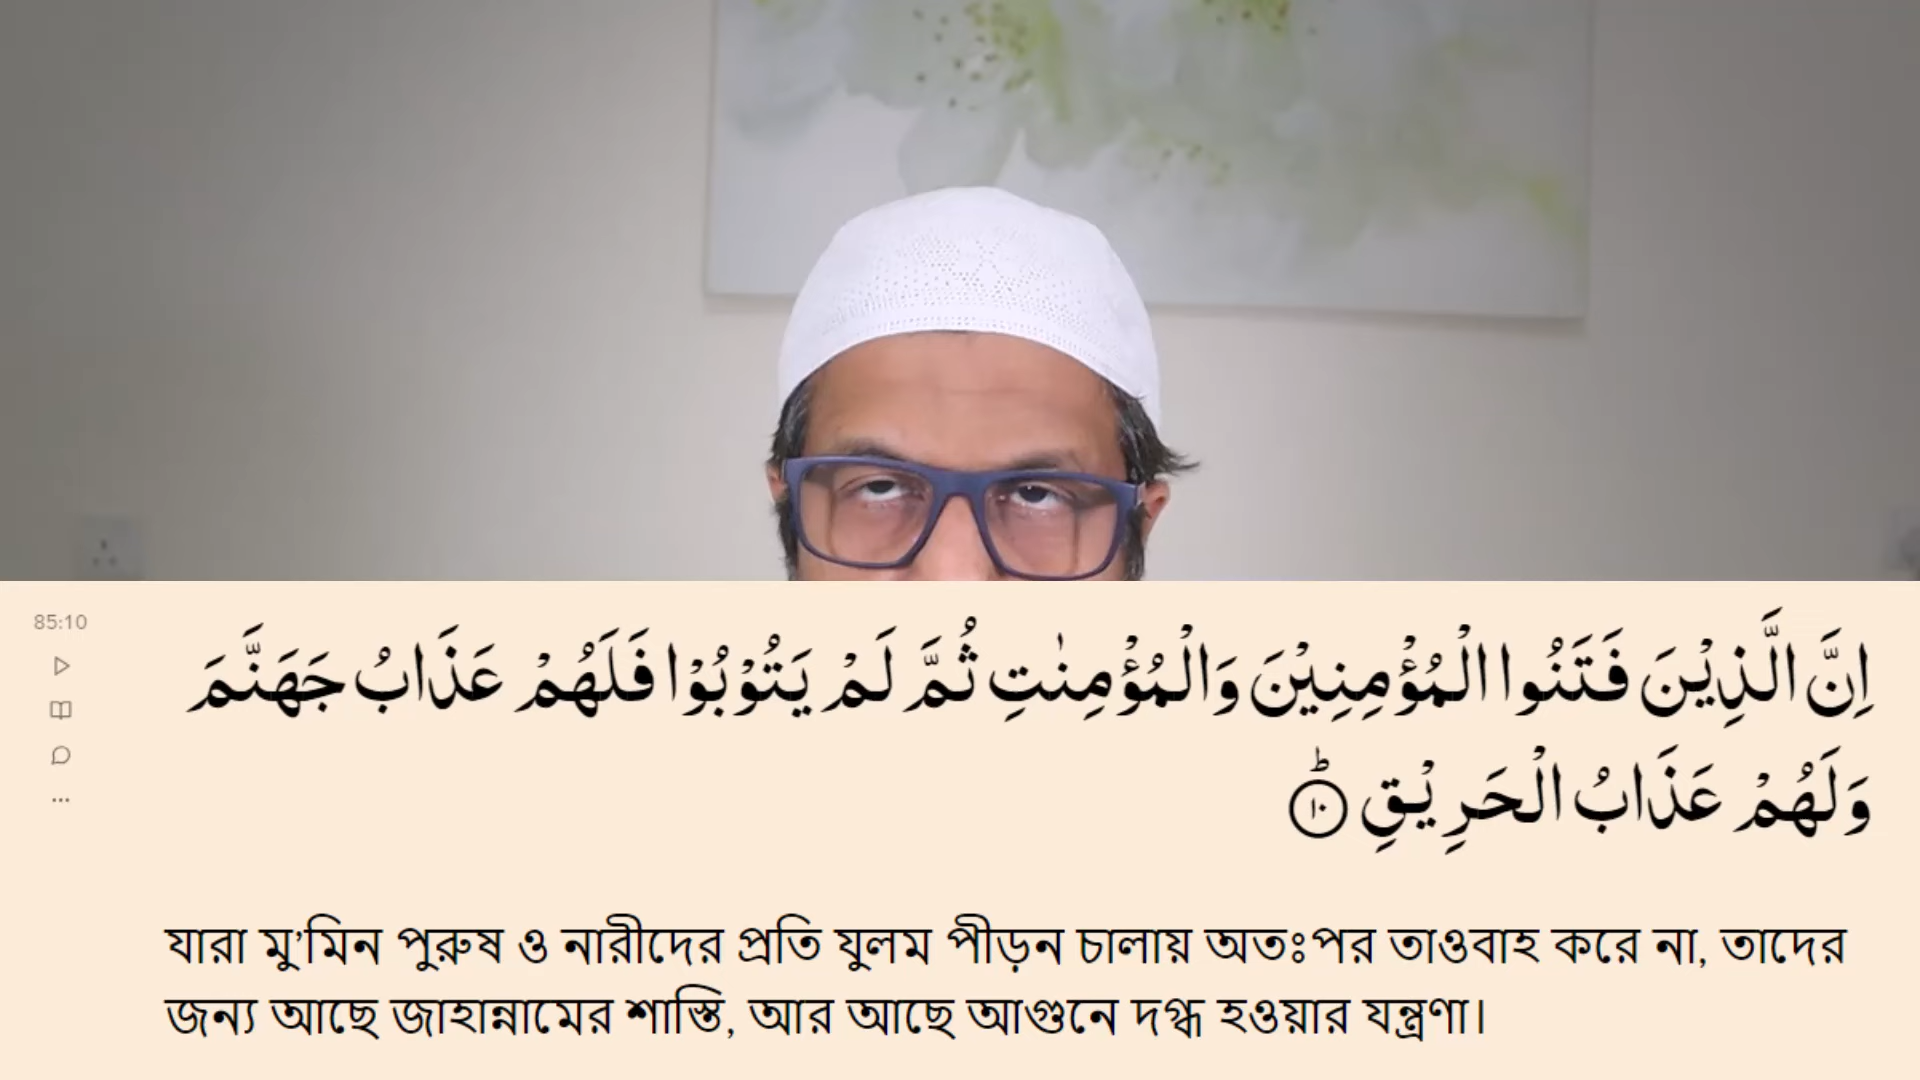 85:10
اِنَّ الَّذِيْنَ فَتَنُوا الْمُؤْمِنِيْنَ وَالْمُؤْمِنٰتِ ثُمَّ لَمْ يَتُوْبُوْا فَلَهُمْ عَذَابُ جَهَنَّمَ
وَلَهُمْ عَذَابُ الْحَرِيْقِ ؕ ۱۰
যারা মু’মিন পুরুষ ও নারীদের প্রতি যুলম পীড়ন চালায় অতঃপর তাওবাহ করে না, তাদের
জন্য আছে জাহান্নামের শাস্তি, আর আছে আগুনে দগ্ধ হওয়ার যন্ত্রণা।